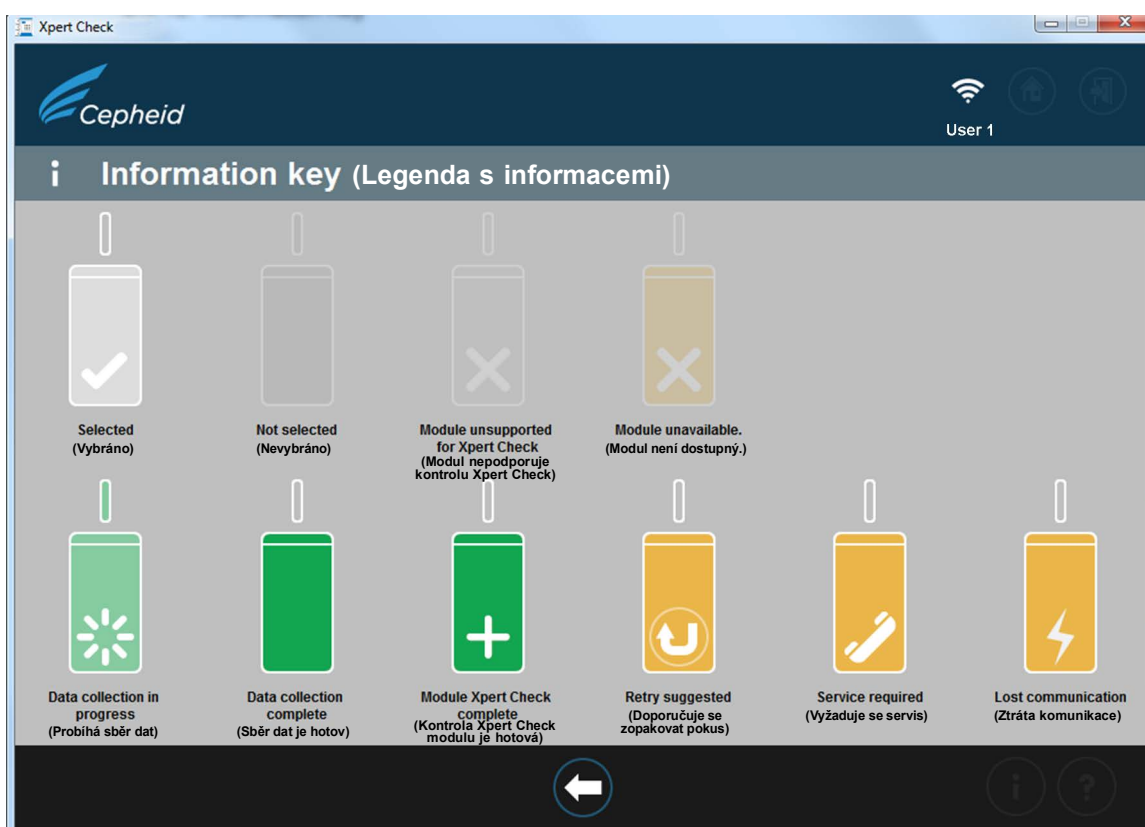 Xpert Check
Cepheid
User 1
i Information key (Legenda s informacemi)
Selected
(Vybráno)
Not selected
(Nevybráno)
Module unsupported
for Xpert Check
(Modul nepodporuje
kontrolu Xpert Check)
Module unavailable.
(Modul není dostupný.)
Data collection in
progress
(Probíhá sběr dat)
Data collection
complete
(Sběr dat je hotov)
Module Xpert Check
complete
(Kontrola Xpert Check
modulu je hotová)
Retry suggested
(Doporučuje se
zopakovat pokus)
Service required
(Vyžaduje se servis)
Lost communication
(Ztráta komunikace)
i ?